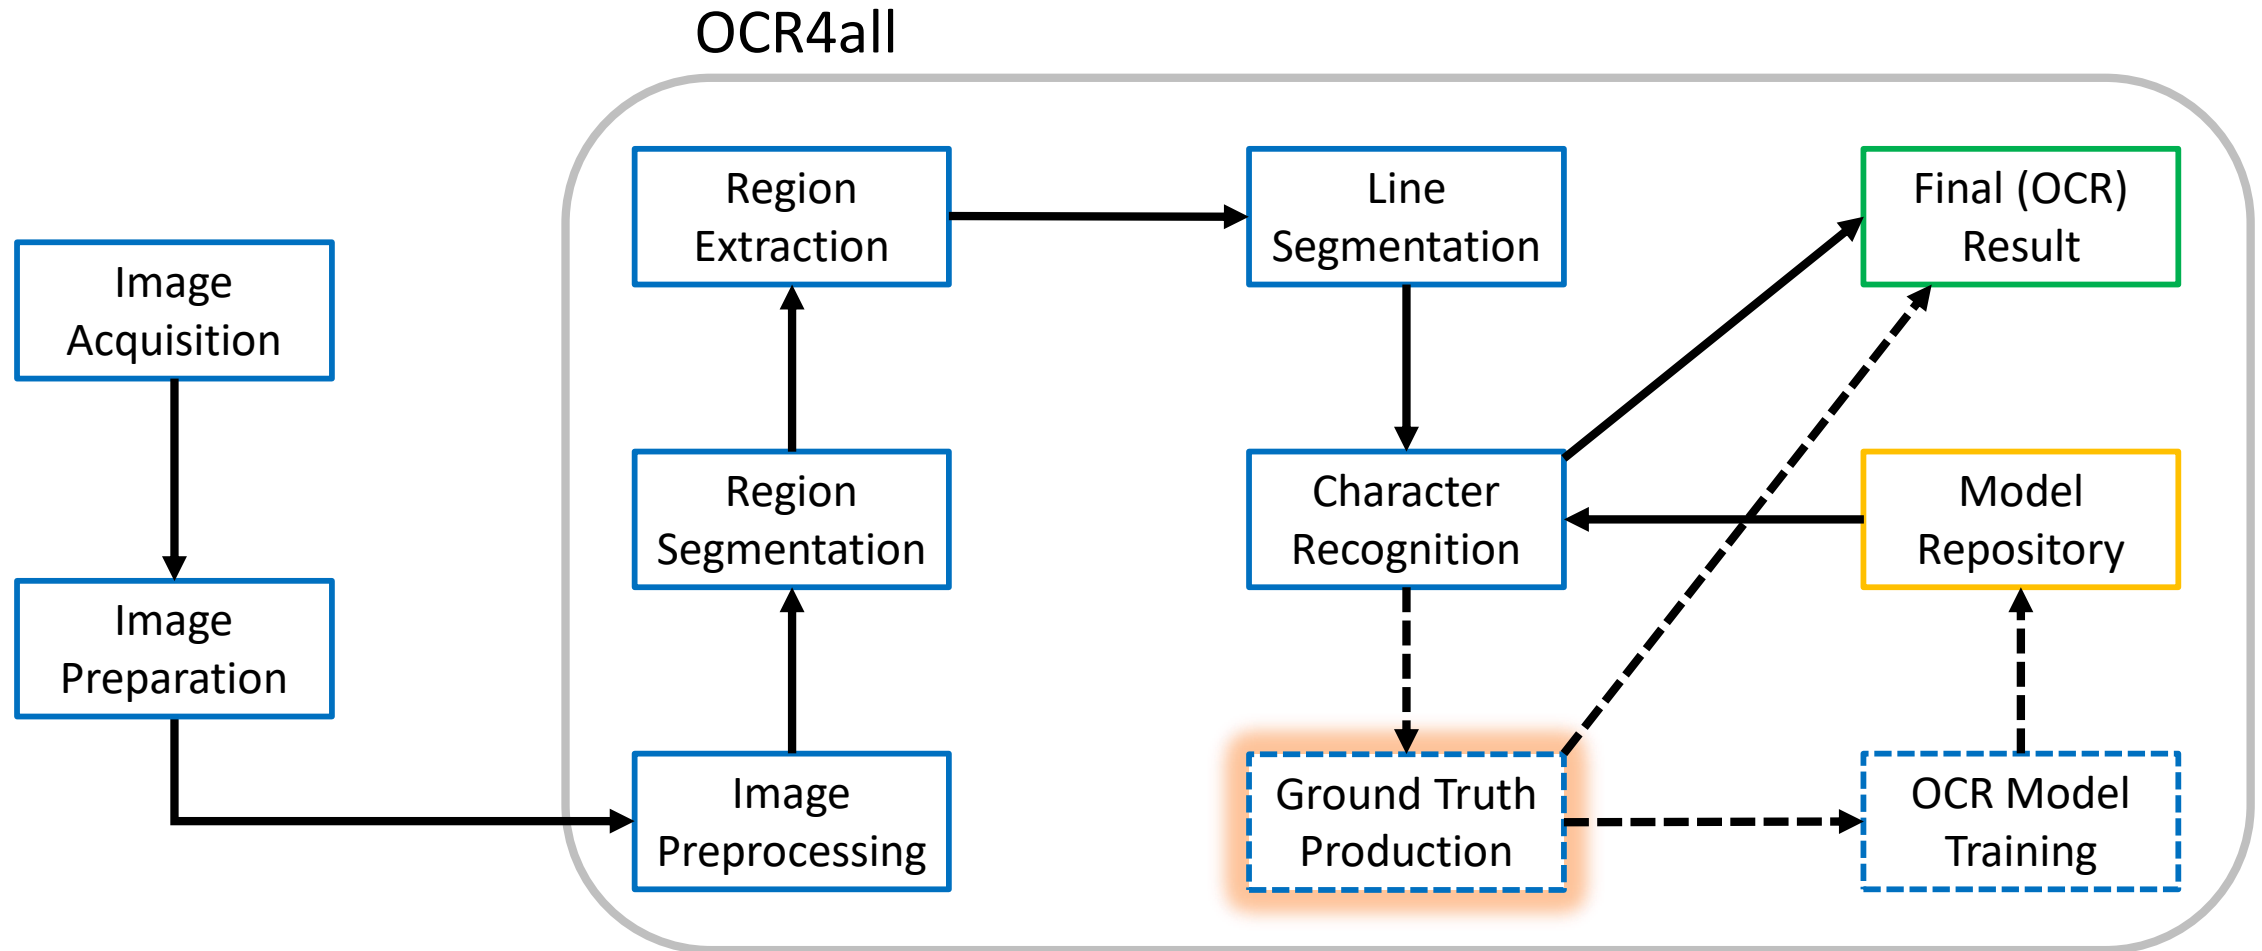 OCR4all
Image
Acquisition
Image
Preparation
Image
Preprocessing
Region
Segmentation
Region
Extraction
Line
Segmentation
Character
Recognition
Ground Truth
Production
OCR Model
Training
Model
Repository
Final (OCR)
Result